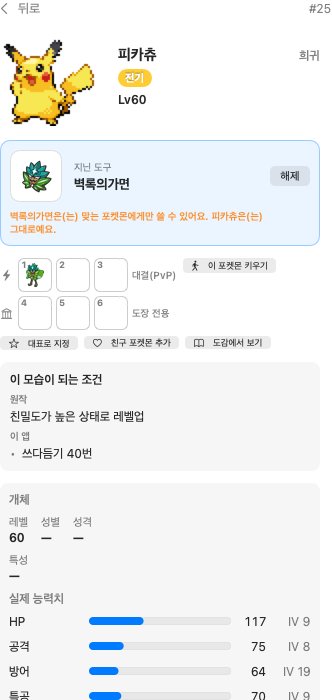 뒤로
#25
피카츄
희귀
전기
Lv60
지닌 도구
벽록의가면
해제
벽록의가면은(는) 맞는 포켓몬에게만 쓸 수 있어요. 피카츄은(는)
그대로예요.
1
2
3
대결(PvP)
이 포켓몬 키우기
4
5
6
도장 전용
대표로 지정
친구 포켓몬 추가
도감에서 보기
이 모습이 되는 조건
원작
친밀도가 높은 상태로 레벨업
이 앱
• 쓰다듬기 40번
개체
레벨 성별 성격
60 — —
특성
—
실제 능력치
HP 117 IV 9
공격 75 IV 8
방어 64 IV 19
특공 70 IV 9